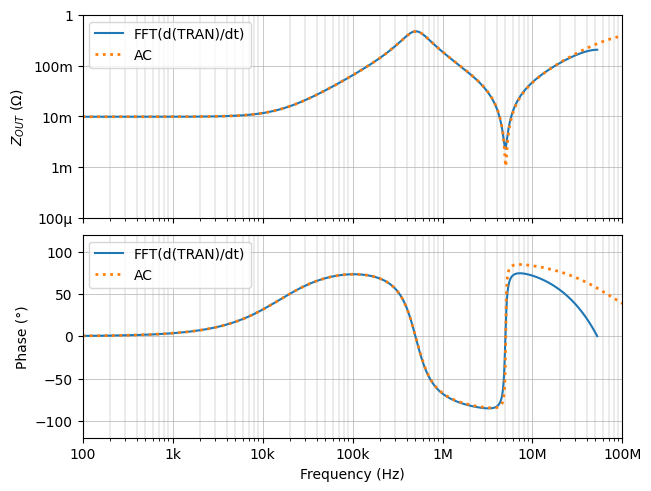 1
100m
10m
1m
100µ
Z_OUT (Ω)
FFT(d(TRAN)/dt)
AC
100
50
0
−50
−100
Phase (°)
FFT(d(TRAN)/dt)
AC
100
1k
10k
100k
1M
10M
100M
Frequency (Hz)